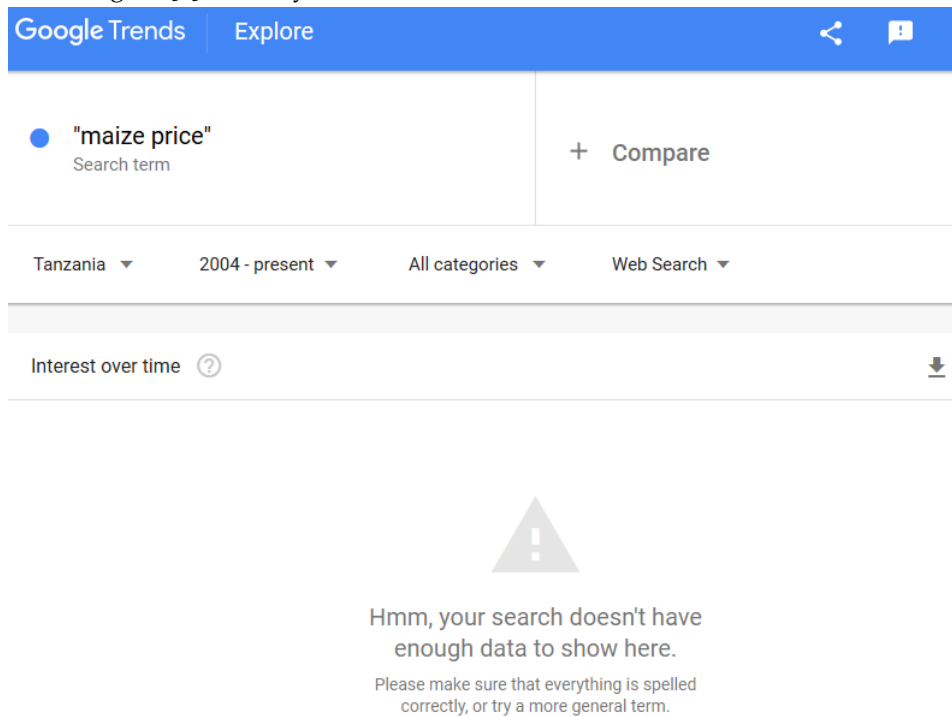 Google Trends Explore
"maize price"
Search term
+ Compare
Tanzania 2004 - present All categories Web Search
Interest over time ?
Hmm, your search doesn't have
enough data to show here.
Please make sure that everything is spelled
correctly, or try a more general term.